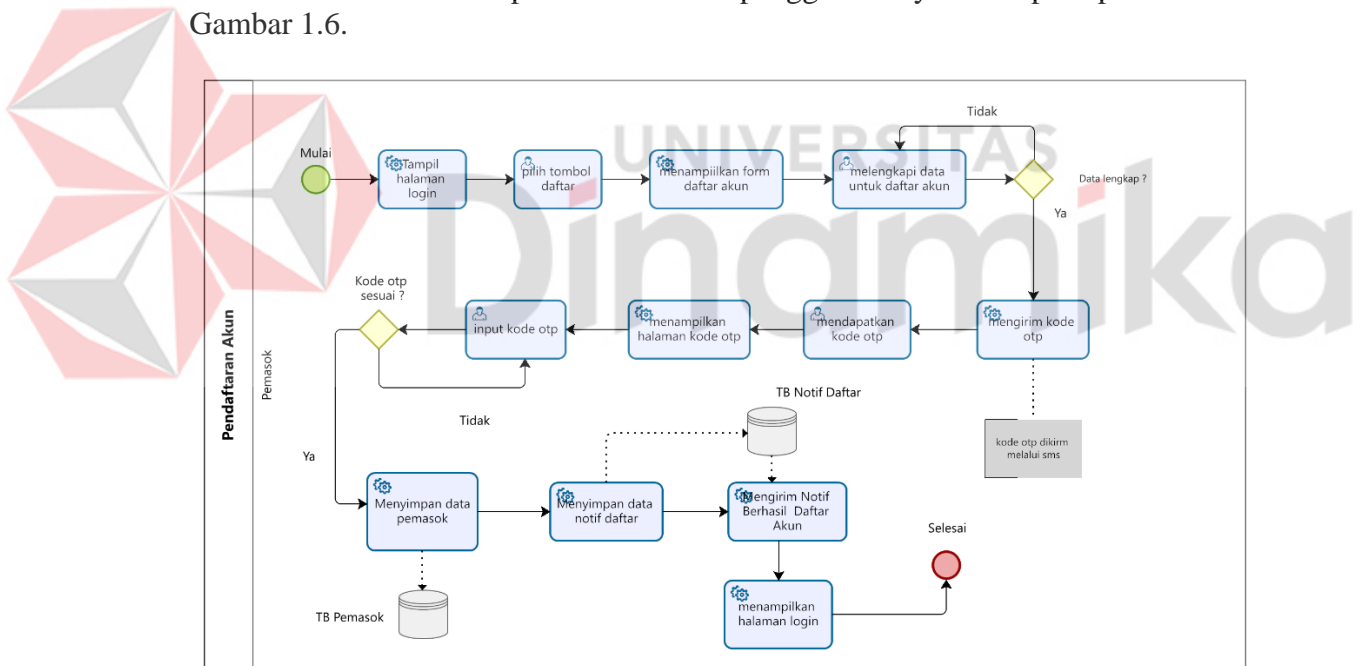 Gambar 1.6.
UNIVERSITAS
Dinamika
Pendaftaran Akun
Pemasok
Mulai
Tampil
halaman
login
pilih tombol
daftar
menampiilkan form
daftar akun
melengkapi data
untuk daftar akun
Tidak
Data lengkap ?
Ya
mengirim kode
otp
kode otp dikirm
melalui sms
mendapatkan
kode otp
menampilkan
halaman kode otp
input kode otp
Kode otp
sesuai ?
Tidak
Ya
Menyimpan data
pemasok
TB Pemasok
Menyimpan data
notif daftar
TB Notif Daftar
Mengirim Notif
Berhasil Daftar
Akun
menampilkan
halaman login
Selesai